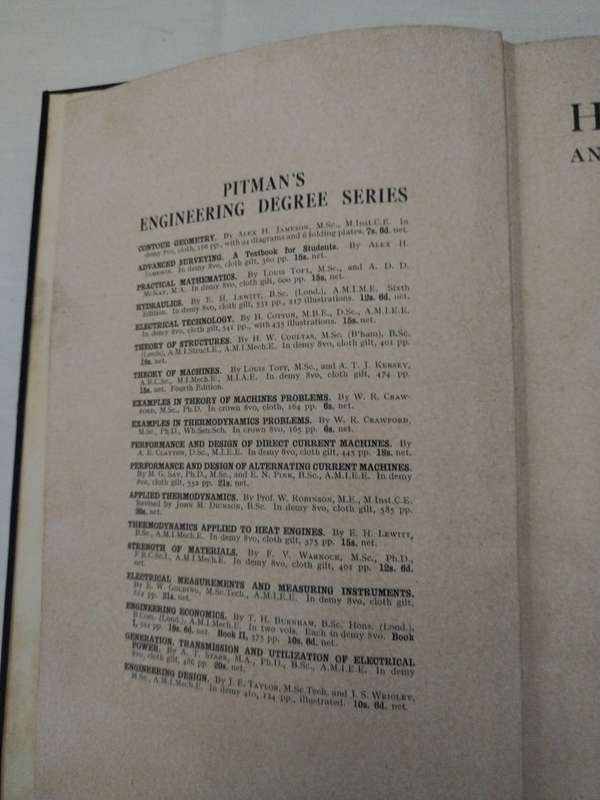 PITMAN'S
ENGINEERING DEGREE SERIES
CONTOUR GEOMETRY. By ALEX H. JAMESON, M.Sc., M.Inst.C.E. In
demy 8vo, cloth, 166 pp., with 94 diagrams and 6 folding plates. 7s. 6d. net.
ADVANCED SURVEYING. A Textbook for Students. By ALEX H.
JAMESON. In demy 8vo, cloth gilt, 360 pp. 15s. net.
PRACTICAL MATHEMATICS. By LOUIS TOFT, M.Sc., and A. D. D.
McKAY, M.A. In demy 8vo, cloth gilt, 600 pp. 15s. net.
HYDRAULICS. By E. H. LEWITT, B.Sc. (Lond.), A.M.I.M.E. Sixth
Edition. In demy 8vo, cloth gilt, 551 pp., 217 illustrations. 12s. 6d. net.
ELECTRICAL TECHNOLOGY. By H. COTTON, M.B.E., D.Sc., A.M.I.E.E.
In demy 8vo, cloth gilt, 541 pp., with 455 illustrations. 15s. net.
THEORY OF STRUCTURES. By H. W. COULTAS, M.Sc. (B'ham), B.Sc.
(Leeds), A.M.I.Struct.E., A.M.I.Mech.E. In demy 8vo, cloth gilt, 401 pp.
18s. net.
THEORY OF MACHINES. By LOUIS TOFT, M.Sc., and A. T. J. KERSEY,
A.R.C.Sc., M.I.Mech.E., M.I.A.E. In demy 8vo, cloth gilt, 474 pp.
15s. net. Fourth Edition.
EXAMPLES IN THEORY OF MACHINES PROBLEMS. By W. R. CRAW-
FORD, M.Sc., Ph.D. In crown 8vo, cloth, 164 pp. 6s. net.
EXAMPLES IN THERMODYNAMICS PROBLEMS. By W. R. CRAWFORD,
M.Sc., Ph.D., Wh.Sen.Sch. In crown 8vo, 165 pp. 6s. net.
PERFORMANCE AND DESIGN OF DIRECT CURRENT MACHINES. By
A. E. CLAYTON, D.Sc., M.I.E.E. In demy 8vo, cloth gilt, 445 pp. 18s. net.
PERFORMANCE AND DESIGN OF ALTERNATING CURRENT MACHINES.
By M. G. SAY, Ph.D., M.Sc., and E. N. PINK, B.Sc., A.M.I.E.E. In demy
8vo, cloth gilt, 552 pp. 21s. net.
APPLIED THERMODYNAMICS. By Prof. W. ROBINSON, M.E., M.Inst.C.E.
Revised by JOHN M. DICKSON, B.Sc. In demy 8vo, cloth gilt, 585 pp.
20s. net.
THERMODYNAMICS APPLIED TO HEAT ENGINES. By E. H. LEWITT,
B.Sc., A.M.I.Mech.E. In demy 8vo, cloth gilt, 375 pp. 15s. net.
STRENGTH OF MATERIALS. By F. V. WARNOCK, M.Sc., Ph.D.,
F.R.C.Sc.I., A.M.I.Mech.E. In demy 8vo, cloth gilt, 401 pp. 12s. 6d.
net.
ELECTRICAL MEASUREMENTS AND MEASURING INSTRUMENTS.
By E. W. GOLDING, M.Sc.Tech., A.M.I.E.E. In demy 8vo, cloth gilt,
pp. 21s. net.
ENGINEERING ECONOMICS. By T. H. BURNHAM, B.Sc. Hons. (Lond.),
B.Com. (Lond.), A.M.I.Mech.E. In two vols. Each in demy 8vo. Book
I, pp. 10s. 6d. net. Book II, 375 pp. 10s. 6d. net.
GENERATION, TRANSMISSION AND UTILIZATION OF ELECTRICAL
POWER. By A. T. STARR, M.A., Ph.D., B.Sc., A.M.I.E.E. In demy
8vo, cloth gilt, 486 pp. 20s. net.
ENGINEERING DESIGN. By J. E. TAYLOR, M.Sc.Tech, and J. S. WRIGLEY,
M.Sc., A.M.I.Mech.E. In demy 4to, 124 pp., illustrated. 10s. 6d. net.
H
AN